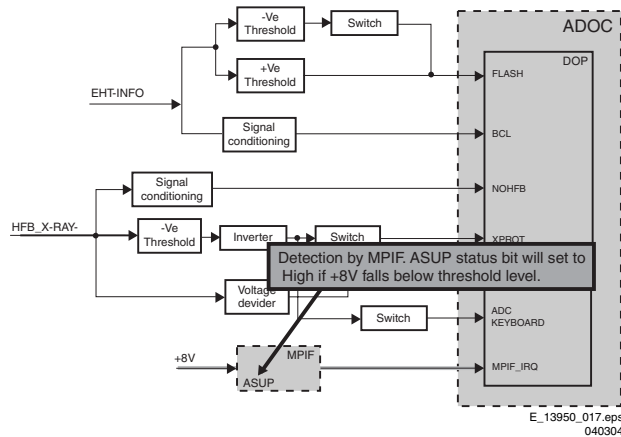 -Ve
Threshold
Switch
ADOC
DOP
+Ve
Threshold
FLASH
EHT-INFO
Signal
conditioning
BCL
Signal
conditioning
NOHFB
HFB_X-RAY-
-Ve
Threshold
Inverter
Switch
XPROT
Detection by MPIF. ASUP status bit will set to
High if +8V falls below threshold level.
Voltage
devider
Switch
ADC
KEYBOARD
+8V
MPIF
ASUP
MPIF_IRQ
E_13950_017.eps
040304